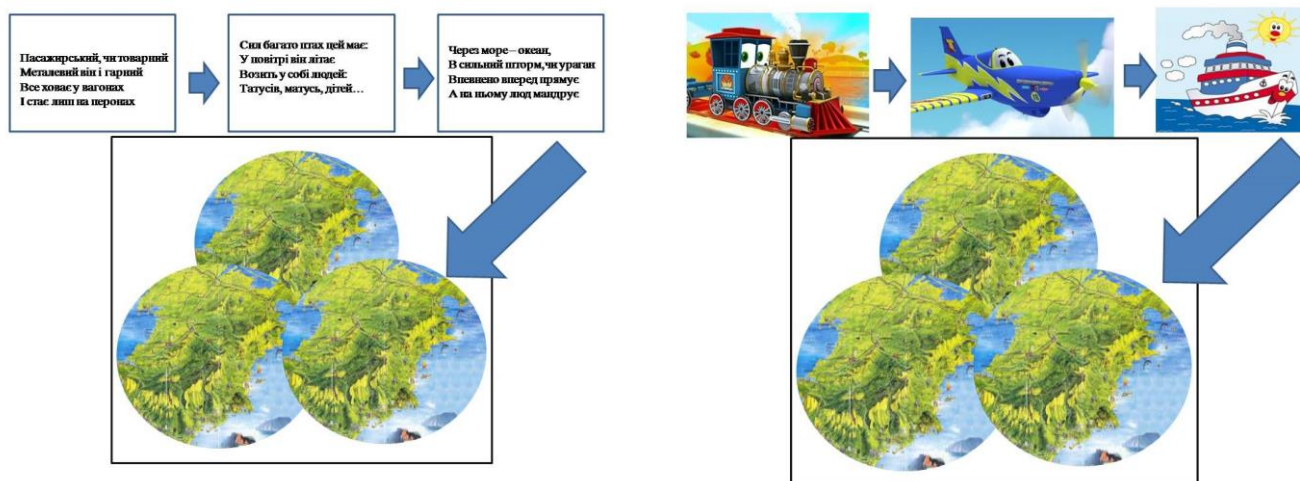 Пасажирський, чи товарний
Металевий він і гарний
Все ховає у вагонах
І стає лиш на перонах
Сил багато птах цей має:
У повітрі він літає
Возить у собі людей:
Татусів, матусь, дітей…
Через море – океан,
В сильний шторм, чи ураган
Впевнено вперед прямує
А на ньому люд мандрує